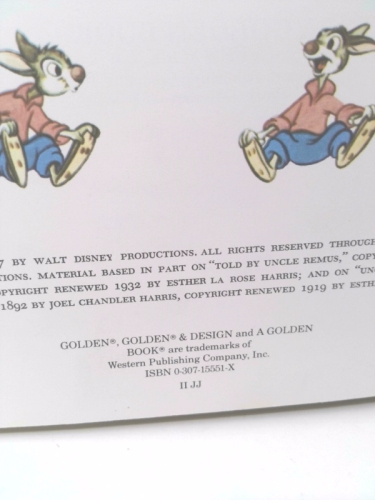 7 BY WALT DISNEY PRODUCTIONS. ALL RIGHTS RESERVED THROUGH
TIONS. MATERIAL BASED IN PART ON "TOLD BY UNCLE REMUS," COPY
OPYRIGHT RENEWED 1932 BY ESTHER LA ROSE HARRIS; AND ON "UN
1892 BY JOEL CHANDLER HARRIS, COPYRIGHT RENEWED 1919 BY ESTHE
GOLDEN®, GOLDEN® & DESIGN and A GOLDEN
BOOK® are trademarks of
Western Publishing Company, Inc.
ISBN 0-307-15551-X
II JJ